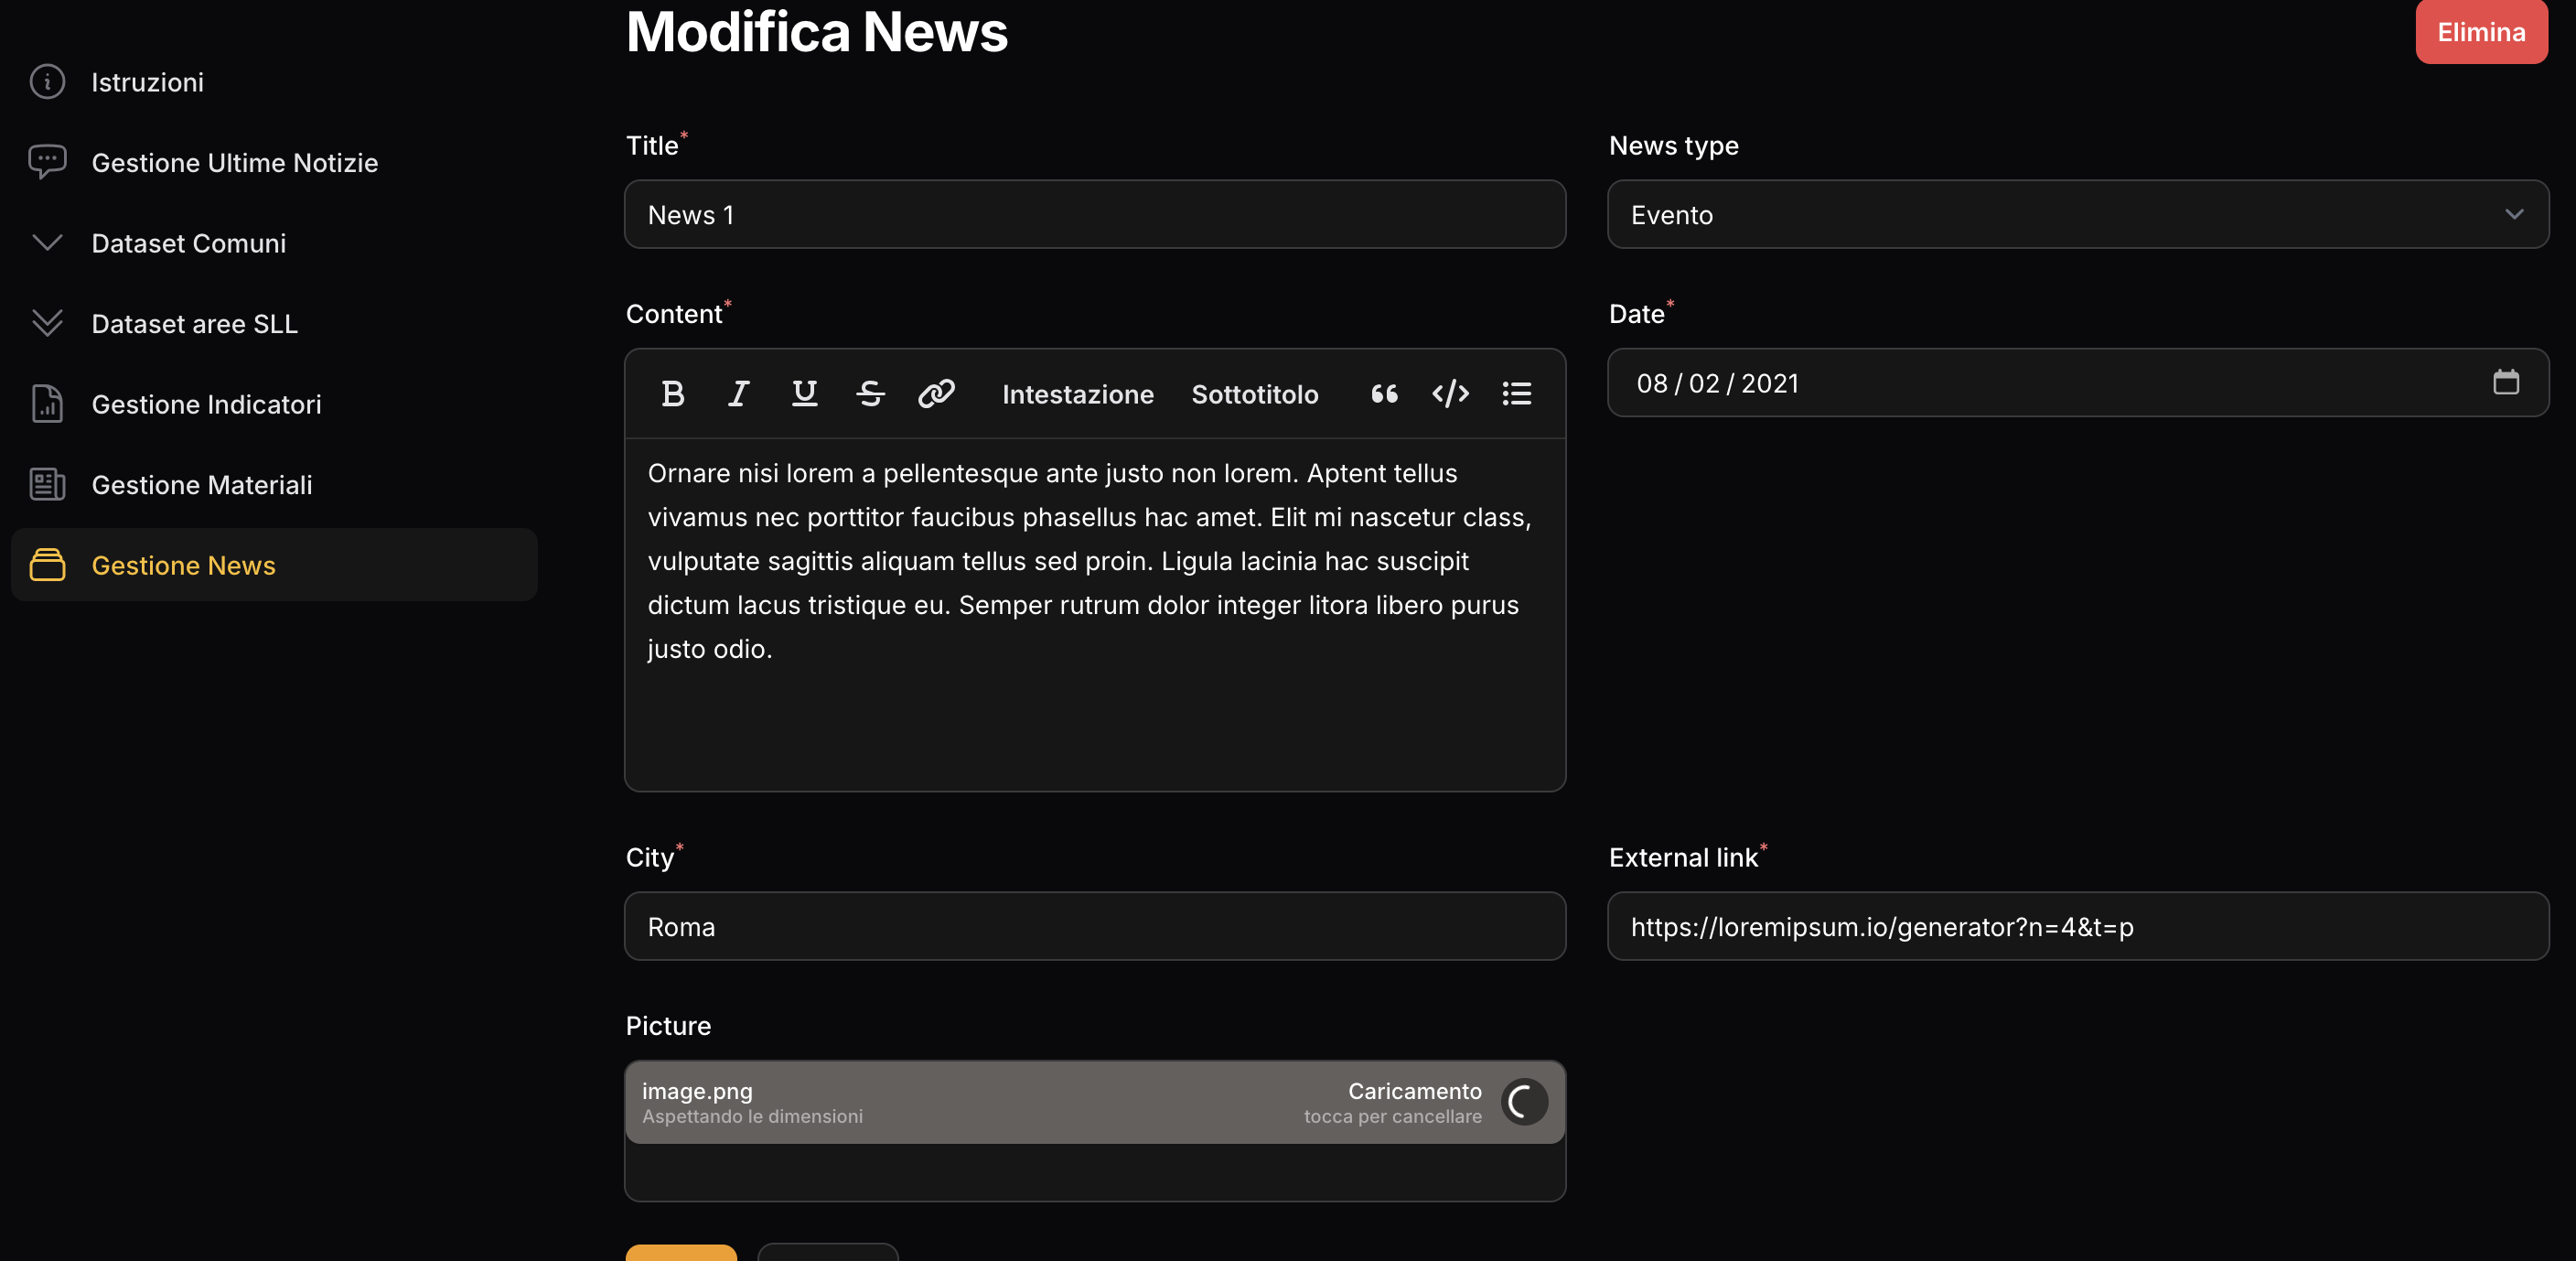 Modifica News
Elimina
Istruzioni
Gestione Ultime Notizie
Dataset Comuni
Dataset aree SLL
Gestione Indicatori
Gestione Materiali
Gestione News
Title*
News 1
News type
Evento
Content*
B I U S Intestazione Sottotitolo
Ornare nisi lorem a pellentesque ante justo non lorem. Aptent tellus
vivamus nec porttitor faucibus phasellus hac amet. Elit mi nascetur class,
vulputate sagittis aliquam tellus sed proin. Ligula lacinia hac suscipit
dictum lacus tristique eu. Semper rutrum dolor integer litora libero purus
justo odio.
Date*
08 / 02 / 2021
City*
Roma
External link*
https://loremipsum.io/generator?n=4&t=p
Picture
image.png
Aspettando le dimensioni
Caricamento
tocca per cancellare